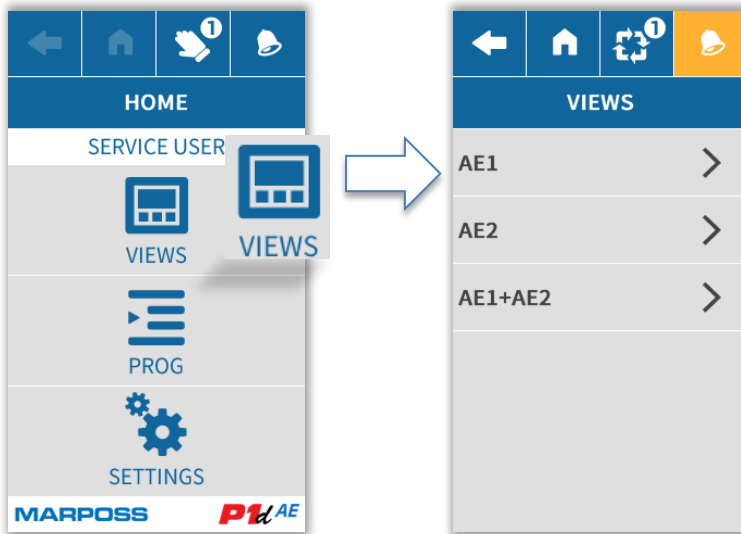 1
HOME
SERVICE USER
VIEWS
VIEWS
PROG
SETTINGS
MARPOSS P1d AE
1
VIEWS
AE1
AE2
AE1+AE2